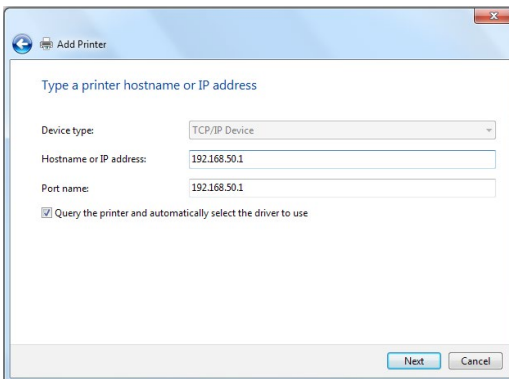 Add Printer
Type a printer hostname or IP address
Device type: TCP/IP Device
Hostname or IP address: 192.168.50.1
Port name: 192.168.50.1
Query the printer and automatically select the driver to use
Next Cancel